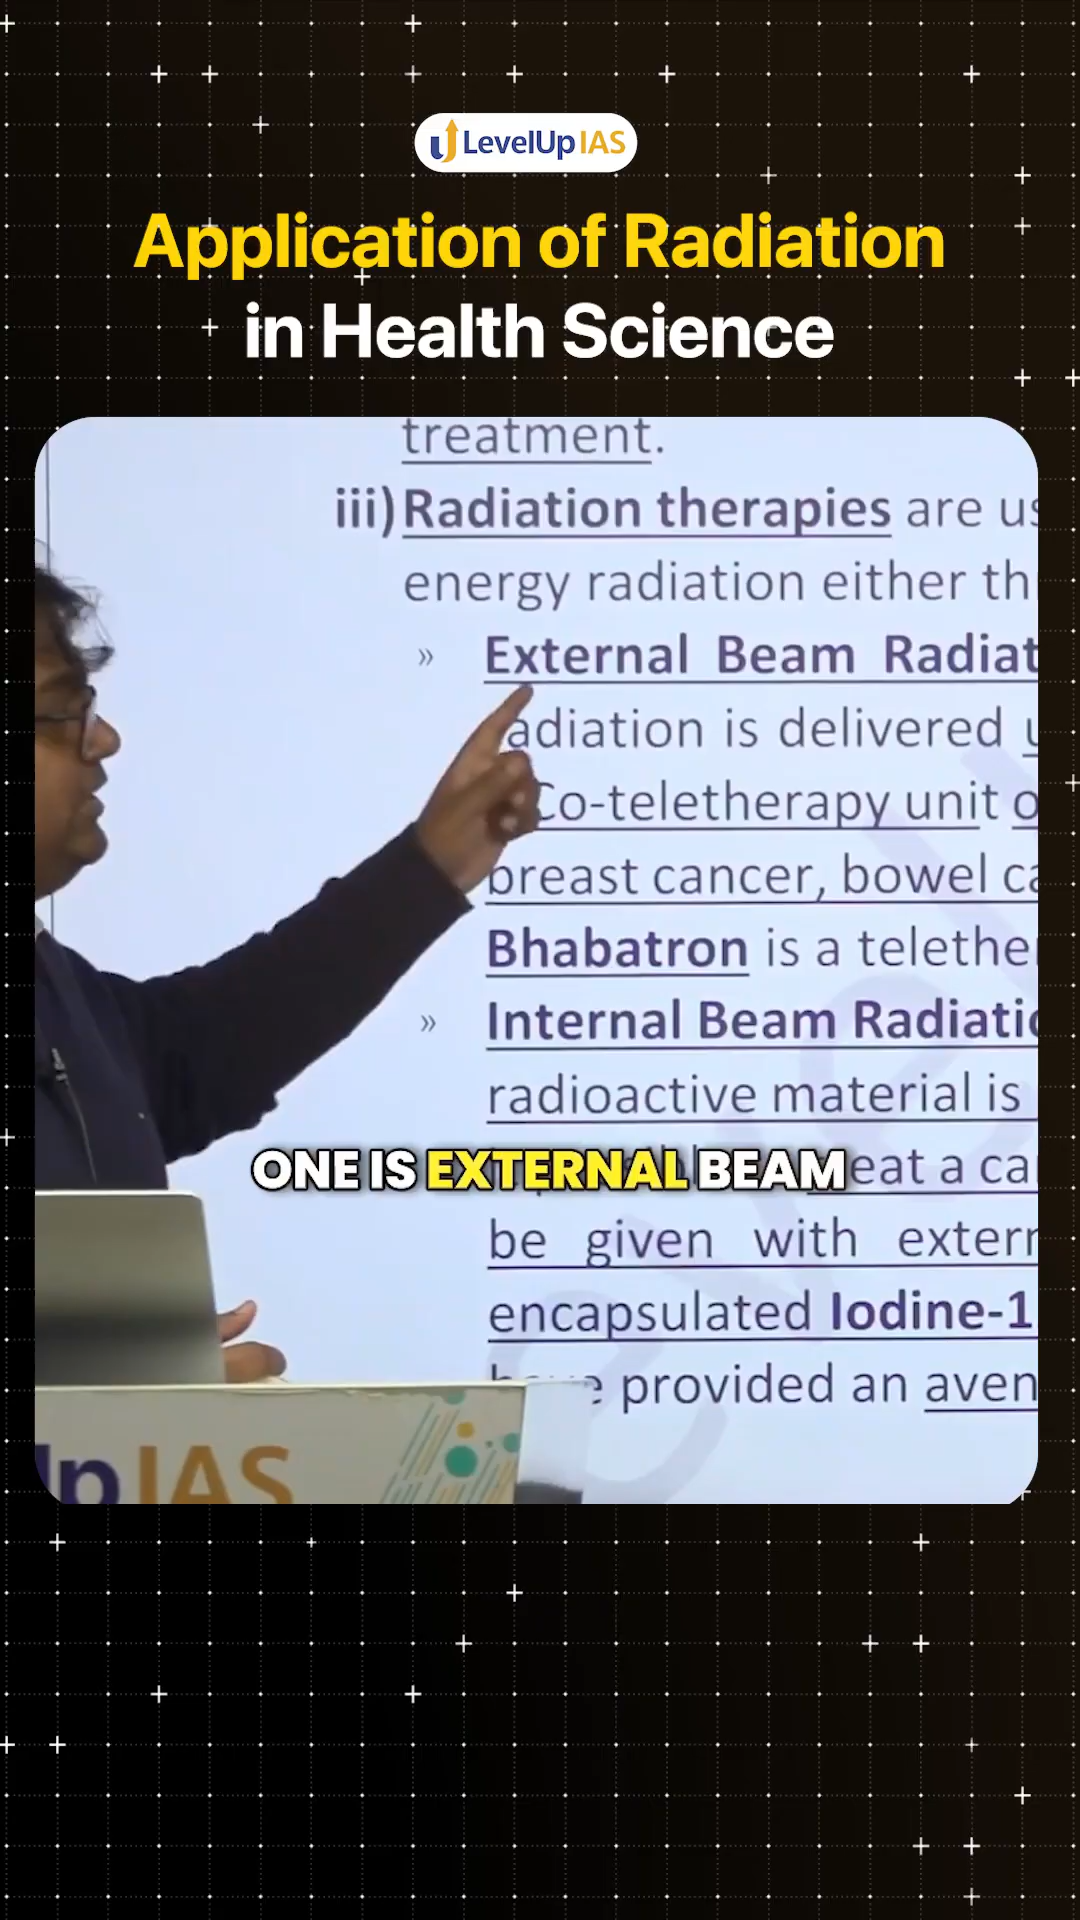 LevelUp IAS
Application of Radiation
in Health Science
treatment.
iii) Radiation therapies are us
energy radiation either th
» External Beam Radiat
adiation is delivered u
Co-teletherapy unit o
breast cancer, bowel ca
Bhabatron is a telethe
» Internal Beam Radiatio
radioactive material is
ONE IS EXTERNAL BEAM
eat a ca
be given with extern
encapsulated Iodine-1
provided an aven
Up IAS